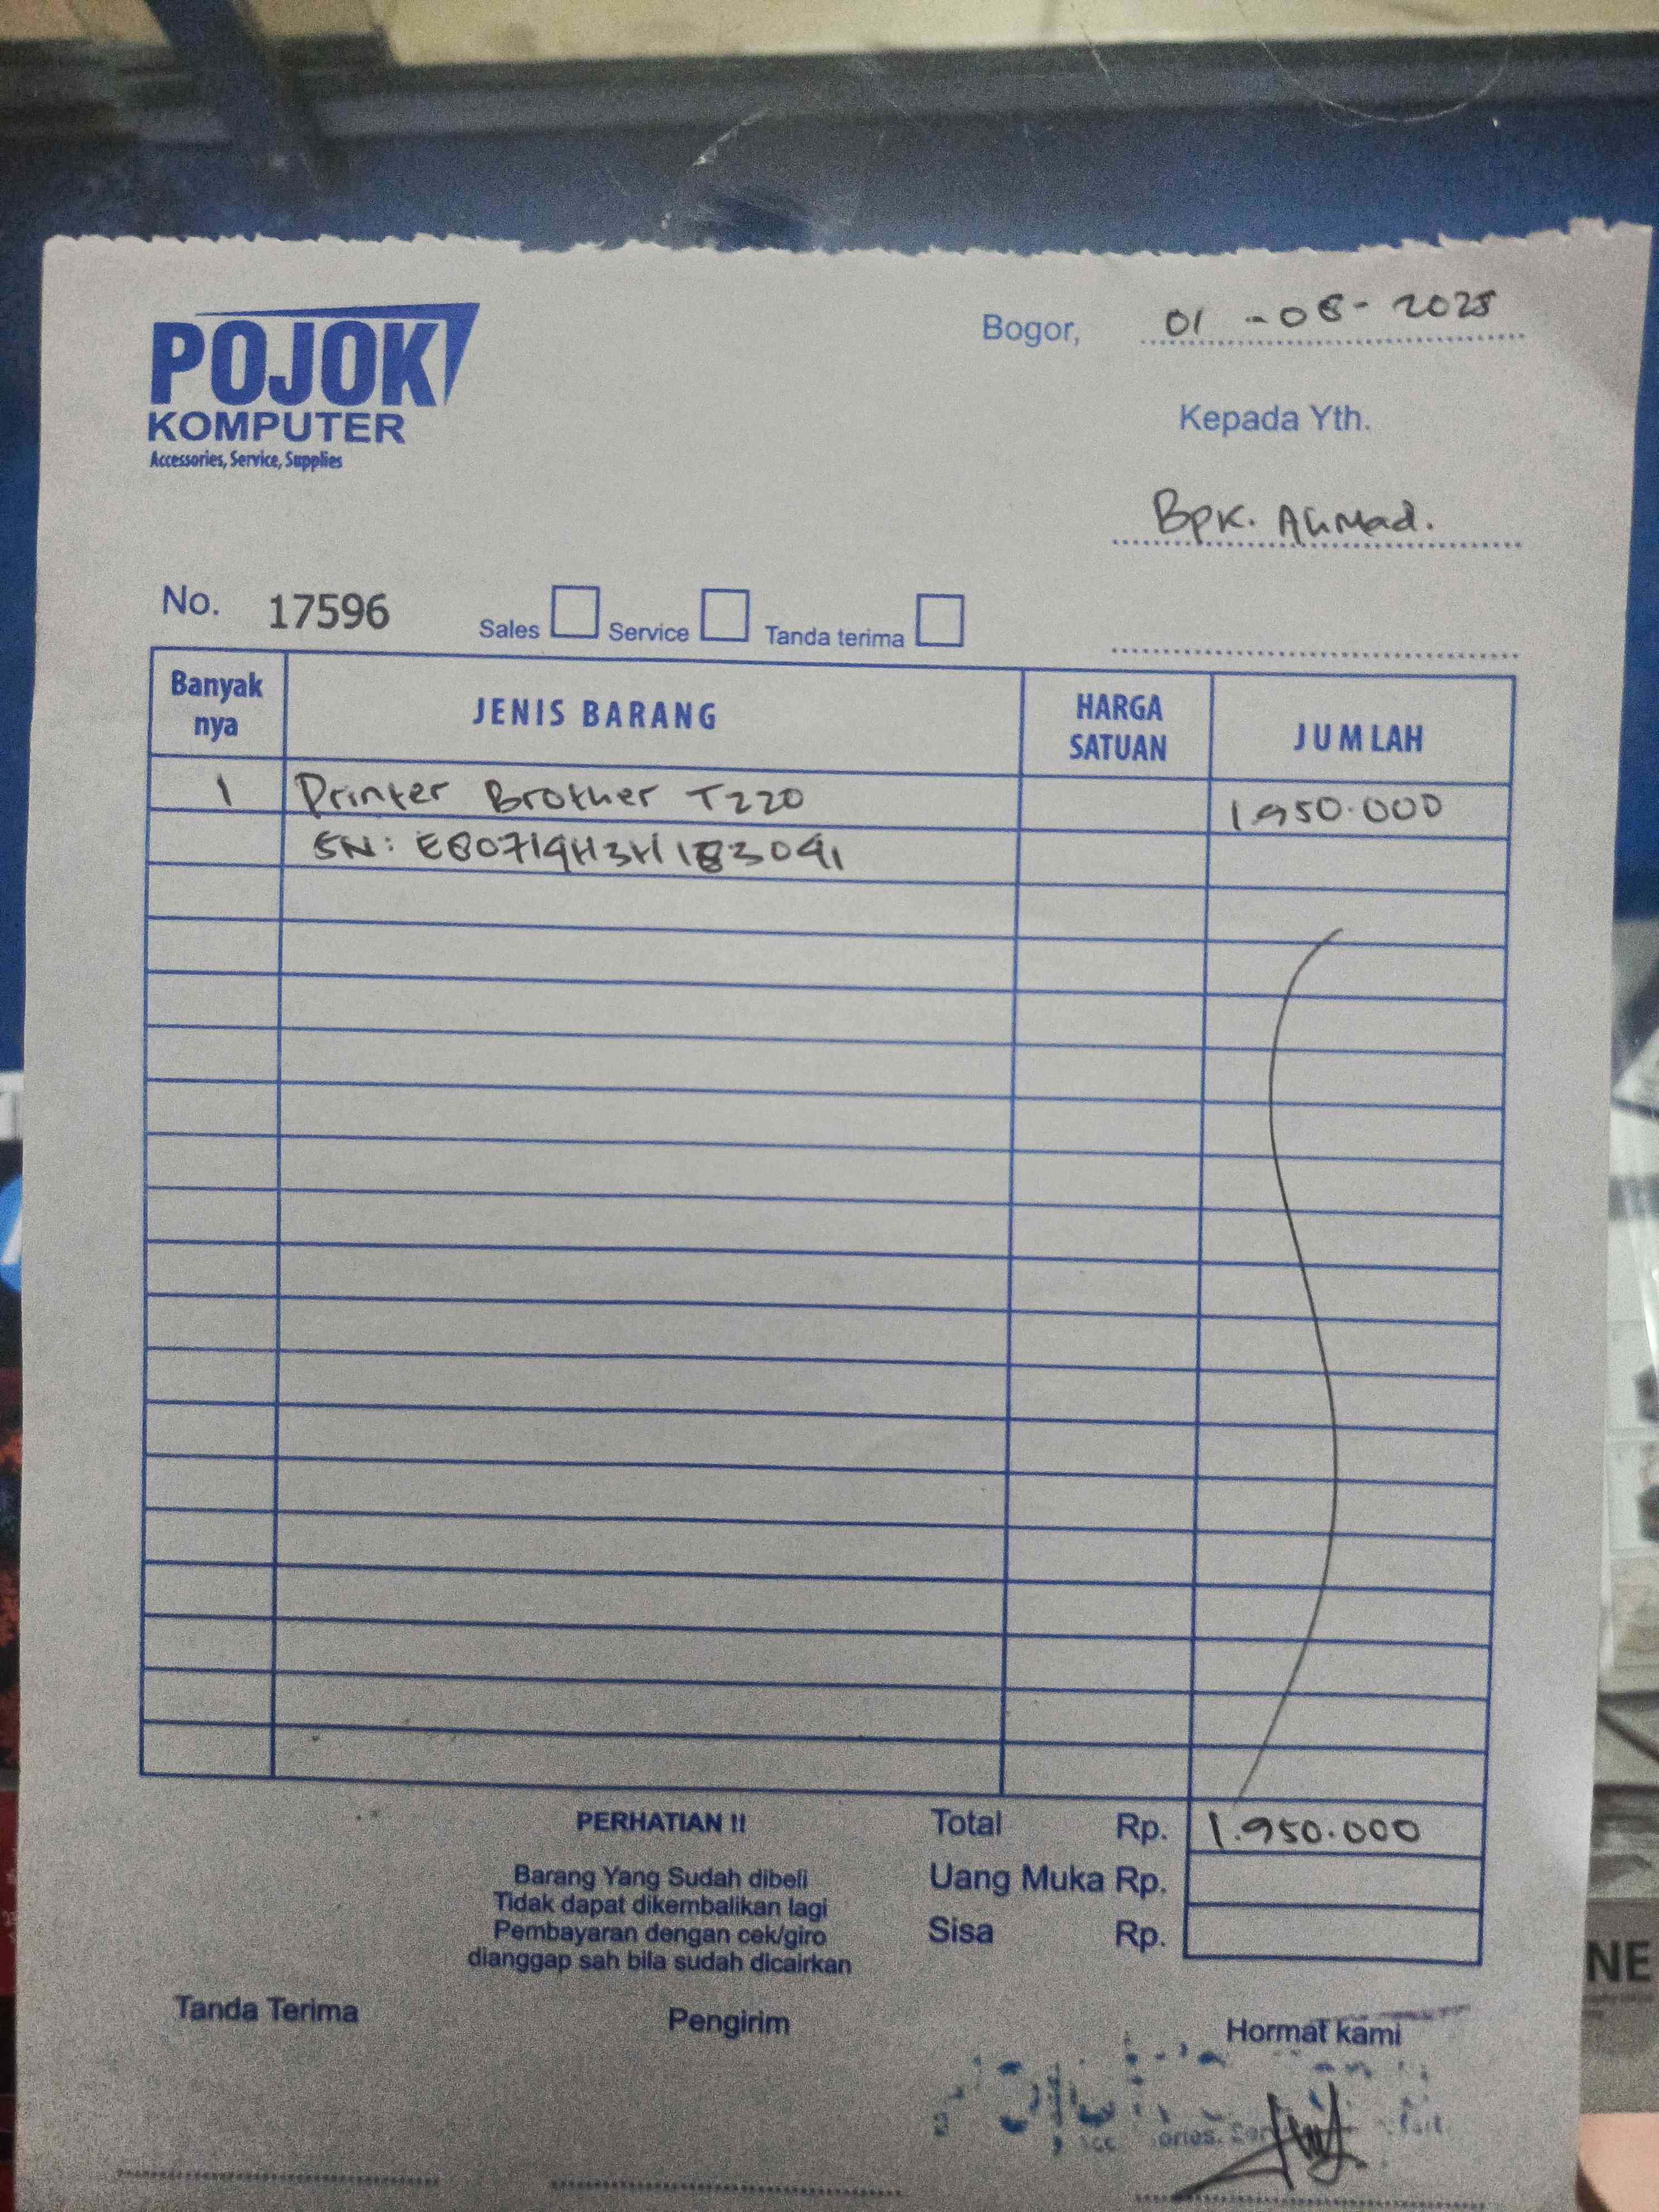 POJOK
KOMPUTER
Accessories, Service, Supplies
Bogor, 01-08-2025
Kepada Yth.
Bpk. Ahmad.
No. 17596
Sales Service Tanda terima
Banyak nya JENIS BARANG HARGA SATUAN JUMLAH
1 Printer Brother T220 1.950.000
SN:
PERHATIAN !!
Total Rp. 1.950.000
Barang Yang Sudah dibeli
Uang Muka Rp.
Tidak dapat dikembalikan lagi
Pembayaran dengan cek/giro
Sisa Rp.
dianggap sah bila sudah dicairkan
Tanda Terima Pengirim Hormat kami
NE